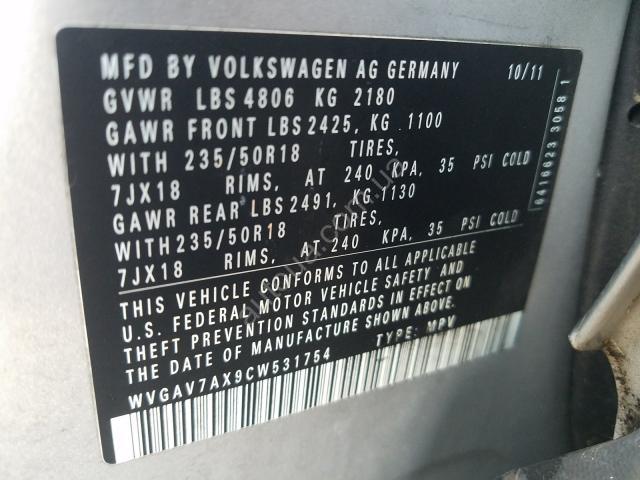 MFD BY VOLKSWAGEN AG GERMANY 10/11
GVWR LBS 4806 KG 2180
GAWR FRONT LBS 2425, KG 1100
WITH 235/50R18 TIRES,
7JX18 RIMS, AT 240 KPA, 35 PSI COLD
GAWR REAR LBS 2491, KG 1130
WITH 235/50R18 TIRES,
7JX18 RIMS, AT 240 KPA, 35 PSI COLD
THIS VEHICLE CONFORMS TO ALL APPLICABLE
U.S. FEDERAL MOTOR VEHICLE SAFETY AND
THEFT PREVENTION STANDARDS IN EFFECT ON
THE DATE OF MANUFACTURE SHOWN ABOVE.
WVGAV7AX9CW531754 TYPE: MPV
6416623 3058 1